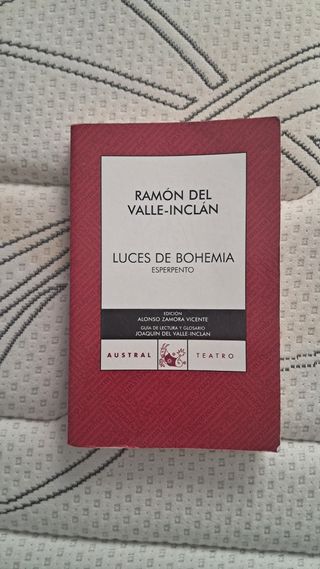 RAMÓN DEL
VALLE-INCLÁN
LUCES DE BOHEMIA
ESPERPENTO
EDICIÓN
ALONSO ZAMORA VICENTE
GUÍA DE LECTURA Y GLOSARIO
JOAQUÍN DEL VALLE-INCLÁN
AUSTRAL TEATRO